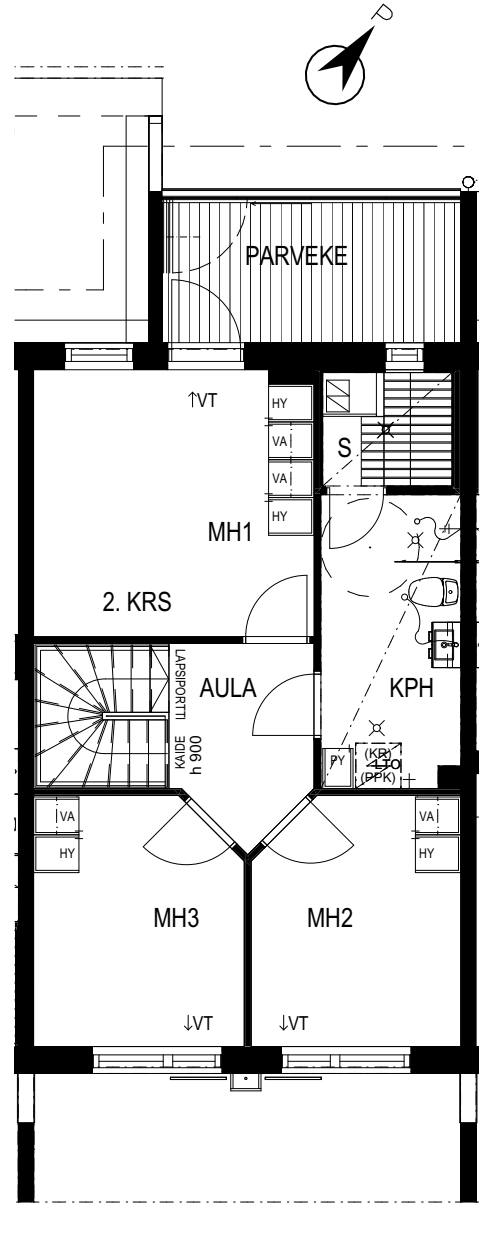 P
PARVEKE
↑VT
HY
VA
VA
HY
S
MH1
2. KRS
LAPSIPORTTI
AULA
KPH
KAIDE
h 900
PY
(KR)
LTO
(PPK)
VA
HY
VA
HY
MH3
MH2
↓VT
↓VT